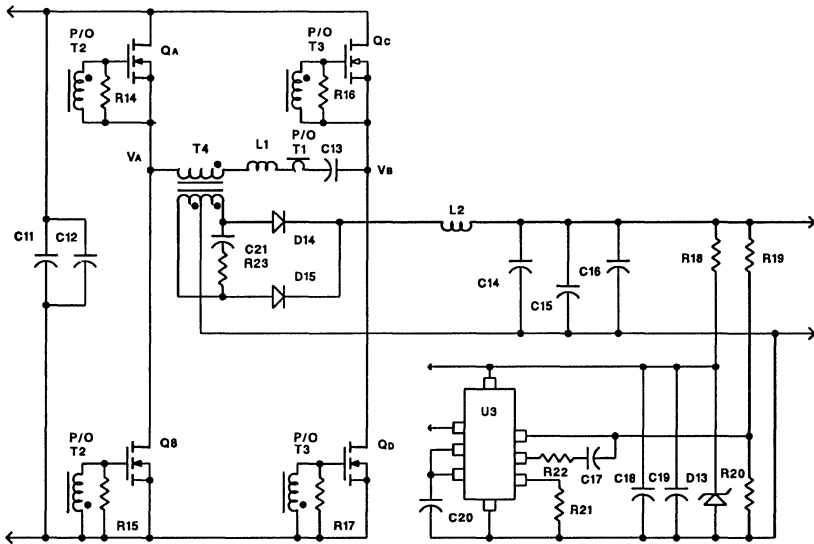 P/O
T2
QA
R14
P/O
T3
QC
R16
VA
T4
L1
P/O
T1
C13
VB
C11
C12
C21
R23
D14
D15
L2
C14
C15
C16
R18
R19
P/O
T2
QB
R15
P/O
T3
QD
R17
U3
R22
C17
C20
R21
C18
C19
D13
R20